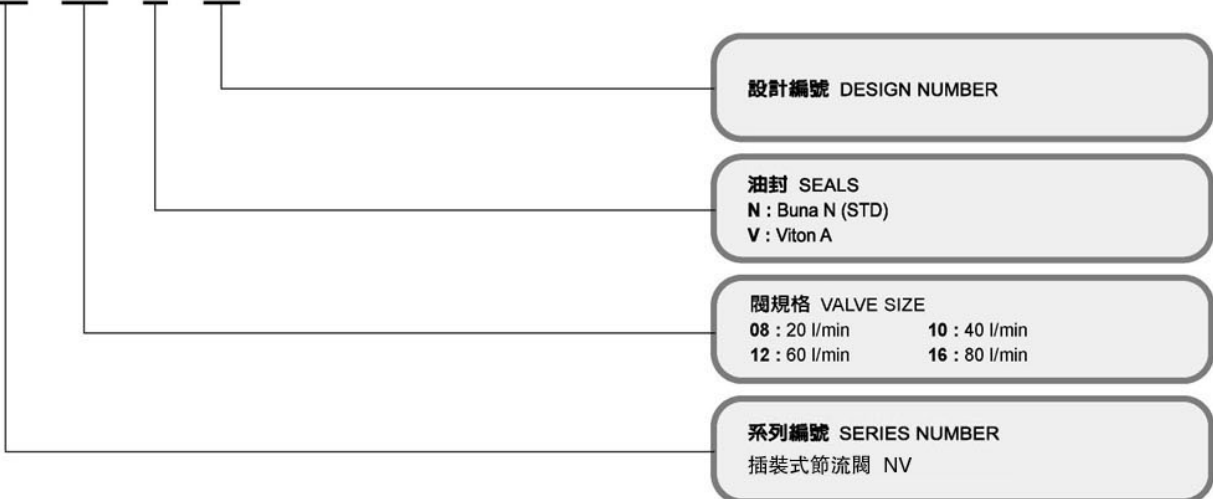 設計編號 DESIGN NUMBER
油封 SEALS
N : Buna N (STD)
V : Viton A
閥規格 VALVE SIZE
08 : 20 l/min 10 : 40 l/min
12 : 60 l/min 16 : 80 l/min
系列編號 SERIES NUMBER
插裝式節流閥 NV